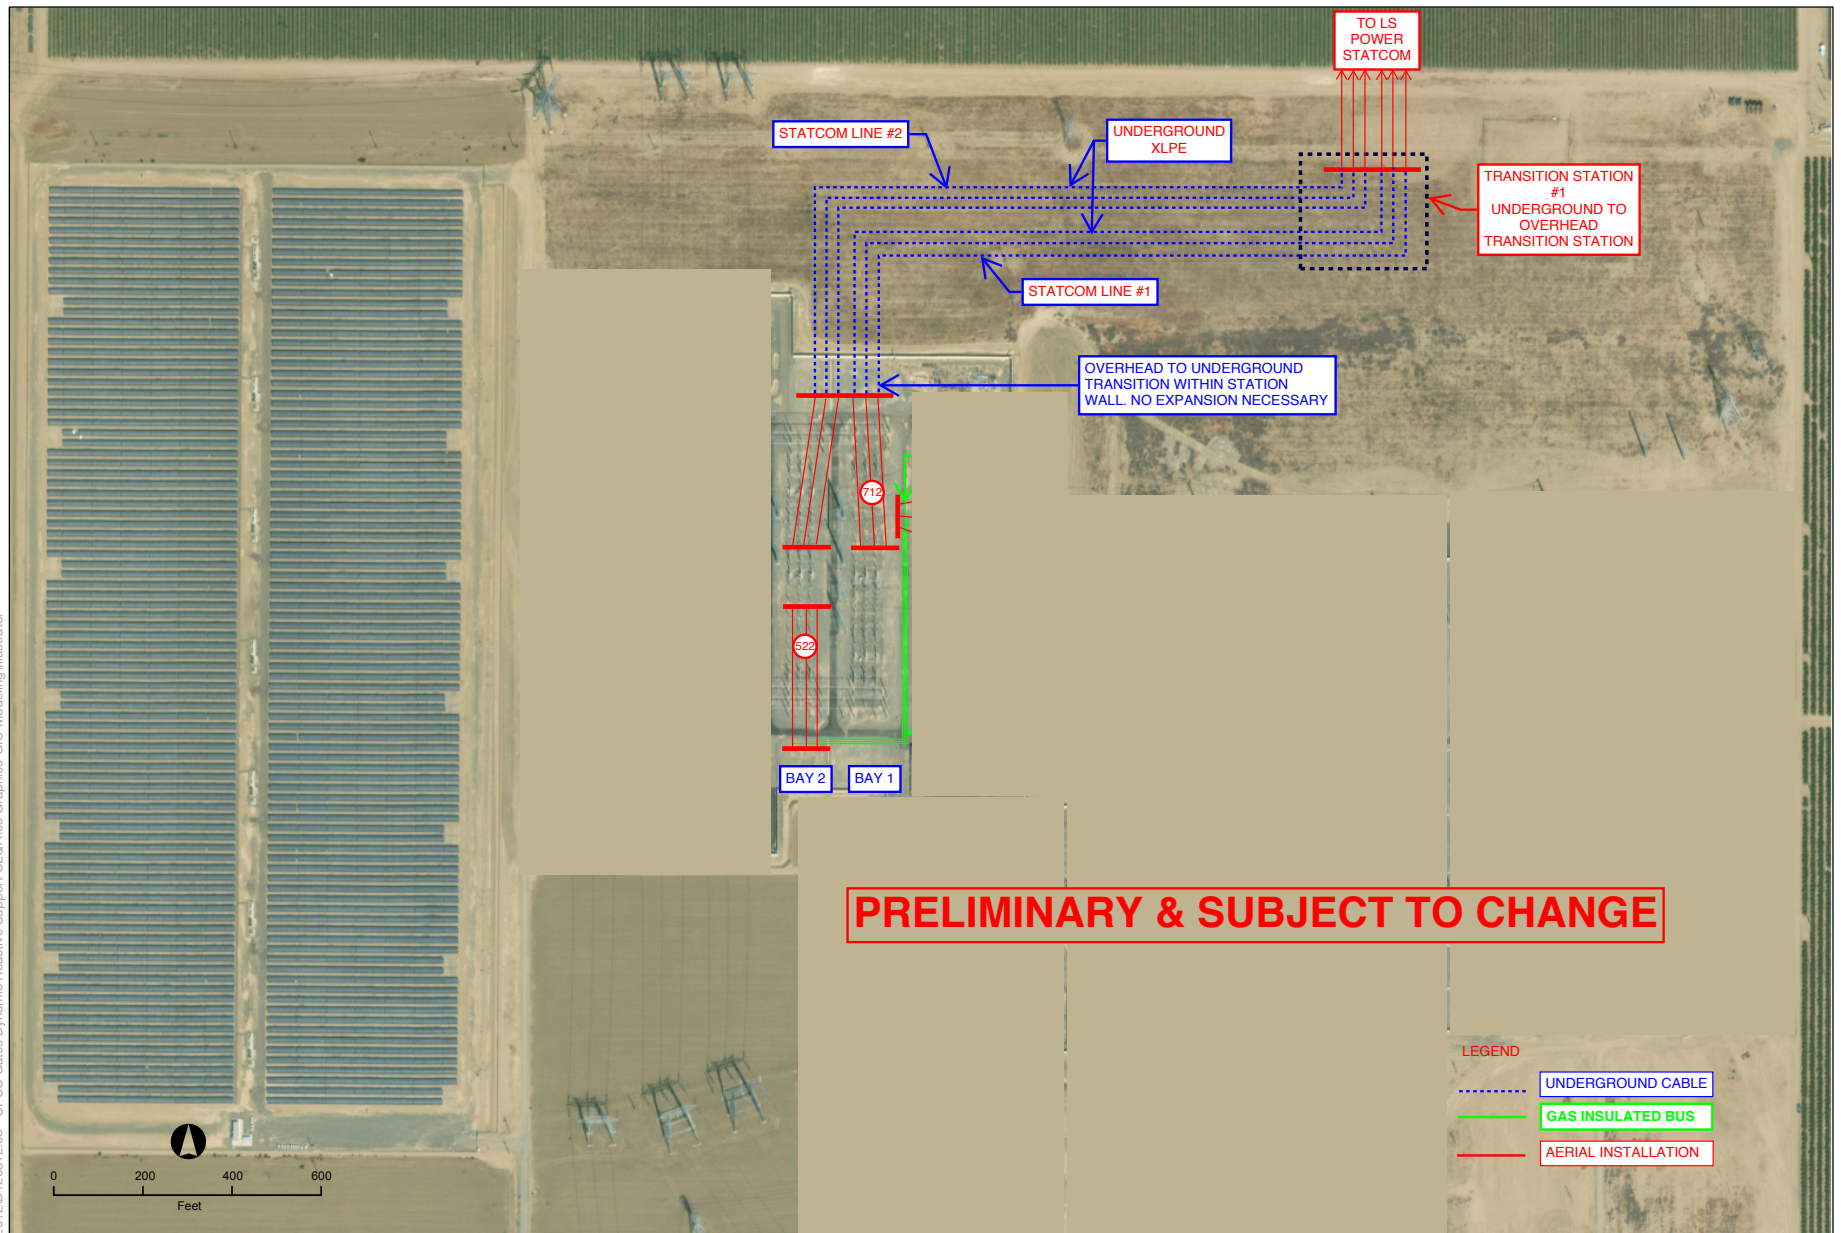 TO LS
POWER
STATCOM
STATCOM LINE #2
UNDERGROUND
XLPE
TRANSITION STATION
#1
UNDERGROUND TO
OVERHEAD
TRANSITION STATION
STATCOM LINE #1
OVERHEAD TO UNDERGROUND
TRANSITION WITHIN STATION
WALL. NO EXPANSION NECESSARY
712
522
BAY 2
BAY 1
PRELIMINARY & SUBJECT TO CHANGE
LEGEND
UNDERGROUND CABLE
GAS INSULATED BUS
AERIAL INSTALLATION
0 200 400 600
Feet